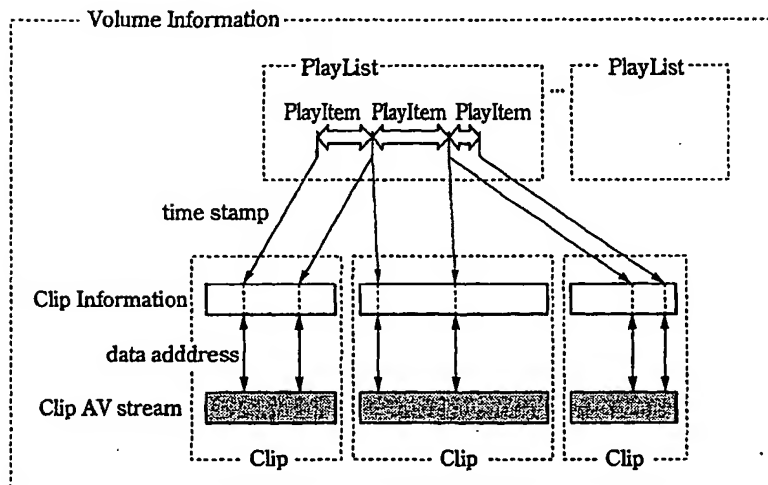 Volume Information
PlayList
PlayList
...
PlayItem PlayItem PlayItem
time stamp
Clip Information
data adddress
Clip AV stream
Clip
Clip
Clip